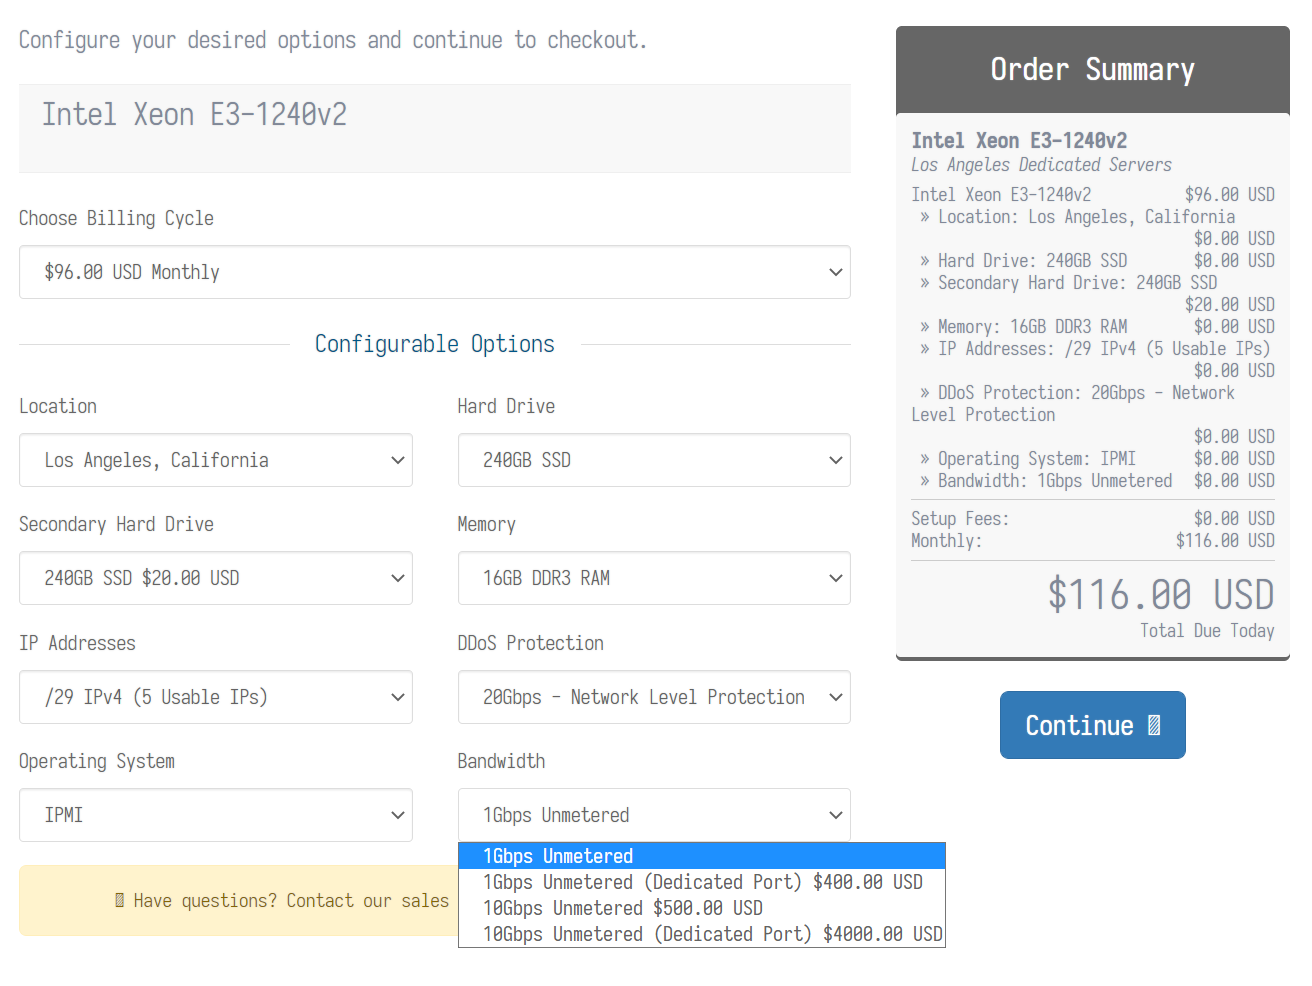 Configure your desired options and continue to checkout.
Intel Xeon E3-1240v2
Choose Billing Cycle
$96.00 USD Monthly
Configurable Options
Location
Hard Drive
Los Angeles, California
240GB SSD
Secondary Hard Drive
Memory
240GB SSD $20.00 USD
16GB DDR3 RAM
IP Addresses
DDoS Protection
/29 IPv4 (5 Usable IPs)
20Gbps - Network Level Protection
Operating System
Bandwidth
IPMI
1Gbps Unmetered
1Gbps Unmetered
1Gbps Unmetered (Dedicated Port) $400.00 USD
10Gbps Unmetered $500.00 USD
10Gbps Unmetered (Dedicated Port) $4000.00 USD
Have questions? Contact our sales
Order Summary
Intel Xeon E3-1240v2
Los Angeles Dedicated Servers
Intel Xeon E3-1240v2 $96.00 USD
» Location: Los Angeles, California
$0.00 USD
» Hard Drive: 240GB SSD $0.00 USD
» Secondary Hard Drive: 240GB SSD
$20.00 USD
» Memory: 16GB DDR3 RAM $0.00 USD
» IP Addresses: /29 IPv4 (5 Usable IPs)
$0.00 USD
» DDoS Protection: 20Gbps - Network
Level Protection
$0.00 USD
» Operating System: IPMI $0.00 USD
» Bandwidth: 1Gbps Unmetered $0.00 USD
Setup Fees: $0.00 USD
Monthly: $116.00 USD
$116.00 USD
Total Due Today
Continue